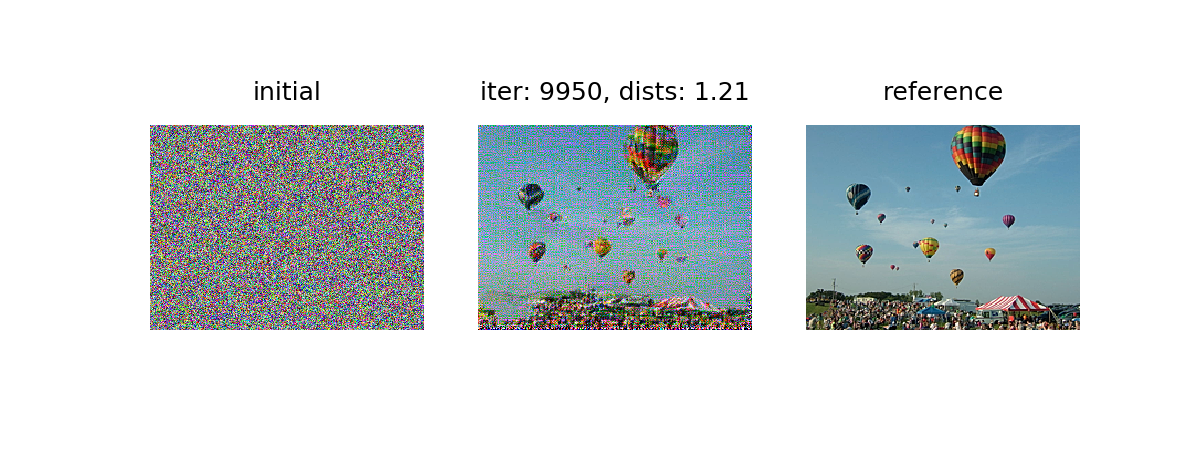 initial
iter: 9950, dists: 1.21
reference